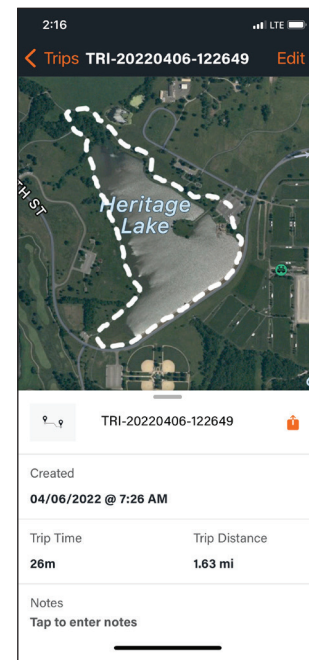 2:16
LTE
Trips TRI-20220406-122649 Edit
TH ST
Heritage
Lake
TRI-20220406-122649
Created
04/06/2022 @ 7:26 AM
Trip Time Trip Distance
26m 1.63 mi
Notes
Tap to enter notes